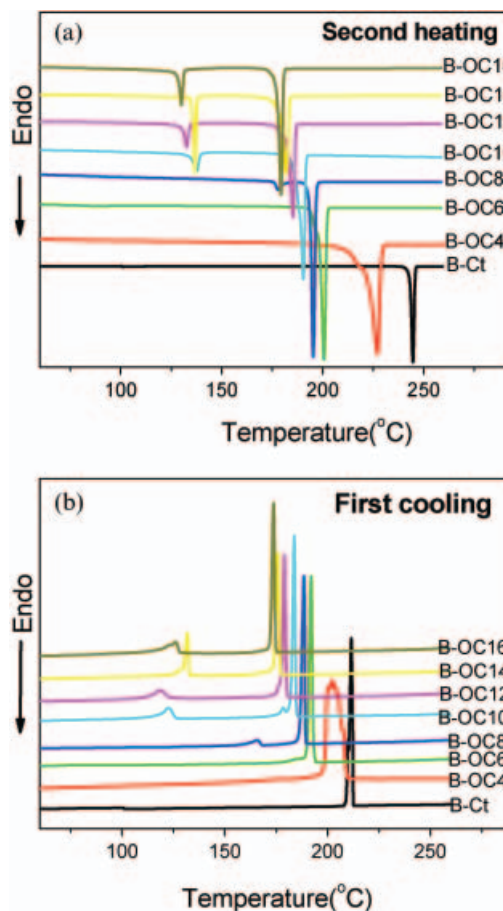 (a) Second heating
B-OC1
B-OC1
B-OC1
B-OC1
B-OC8
B-OC6
B-OC4
B-Ct
Endo
100 150 200 250
Temperature(°C)
(b) First cooling
B-OC16
B-OC14
B-OC12
B-OC10
B-OC8
B-OC6
B-OC4
B-Ct
Endo
100 150 200 250
Temperature(°C)